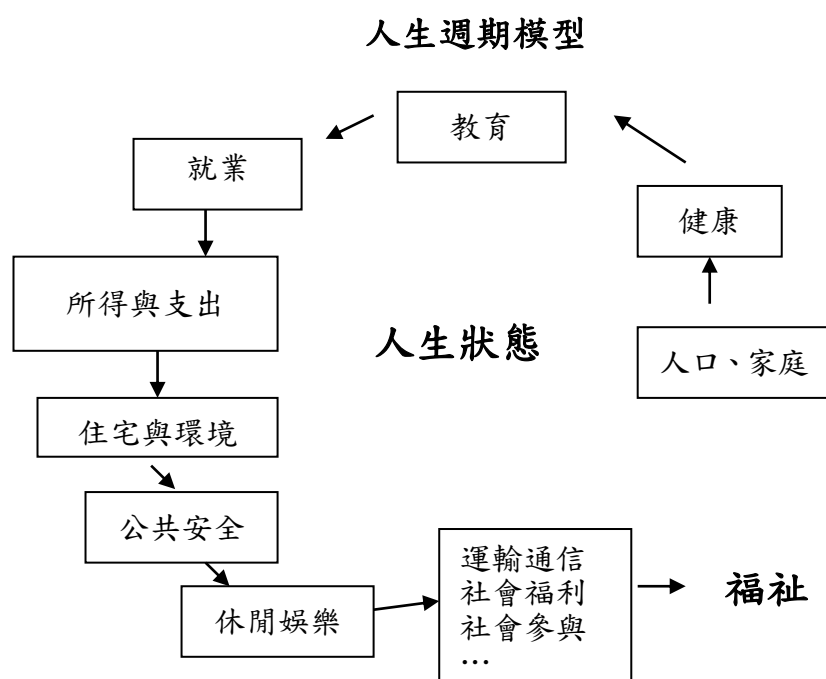 人生週期模型
教育
就業
健康
所得與支出
人生狀態
人口、家庭
住宅與環境
公共安全
運輸通信
社會福利
社會參與
…
福祉
休閒娛樂